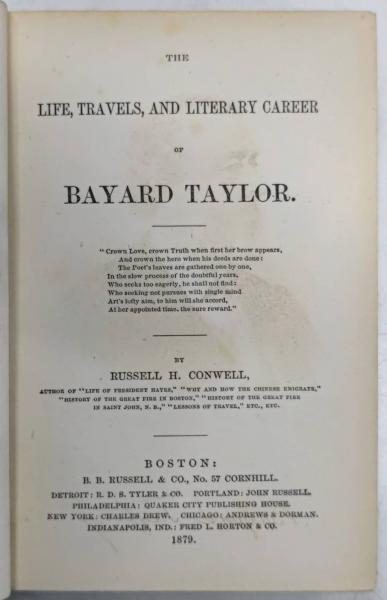 THE
LIFE, TRAVELS, AND LITERARY CAREER
OF
BAYARD TAYLOR.
"Crown Love, crown Truth when first her brow appears,
And crown the hero when his deeds are done:
The Poet's leaves are gathered one by one,
In the slow process of the doubtful years,
Who seeks too eagerly, he shall not find:
Who seeking not pursues with single mind
Art's lofty aim, to him will she accord,
At her appointed time, the sure reward."
BY
RUSSELL H. CONWELL,
AUTHOR OF "LIFE OF PRESIDENT HAYES," "WHY AND HOW THE CHINESE EMIGRATE,"
"HISTORY OF THE GREAT FIRE IN BOSTON," "HISTORY OF THE GREAT FIRE
IN SAINT JOHN, N. B.," "LESSONS OF TRAVEL," ETC., ETC.
BOSTON:
B. B. RUSSELL & CO., No. 57 CORNHILL.
DETROIT: R. D. S. TYLER & CO. PORTLAND: JOHN RUSSELL.
PHILADELPHIA: QUAKER CITY PUBLISHING HOUSE.
NEW YORK: CHARLES DREW. CHICAGO: ANDREWS & DORMAN.
INDIANAPOLIS, IND.: FRED L. HORTON & CO.
1879.